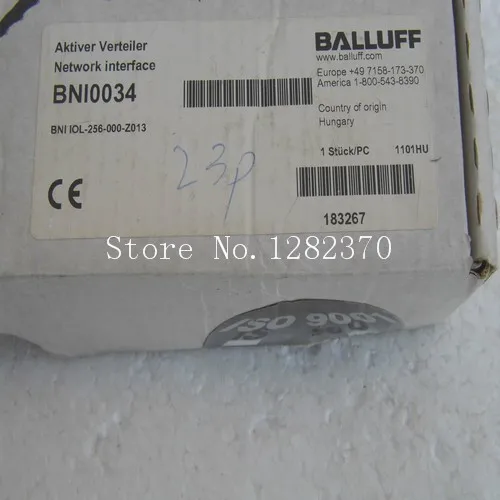 Aktiver Verteiler
Network interface
BNI0034
BNI IOL-256-000-Z013
BALLUFF
www.balluff.com
Europe +49 7158-173-370
America 1-800-543-8390
Country of origin
Hungary
1 Stück/PC 1101HU
183267
CE
23p
Store No. 1282370
ISO 9001